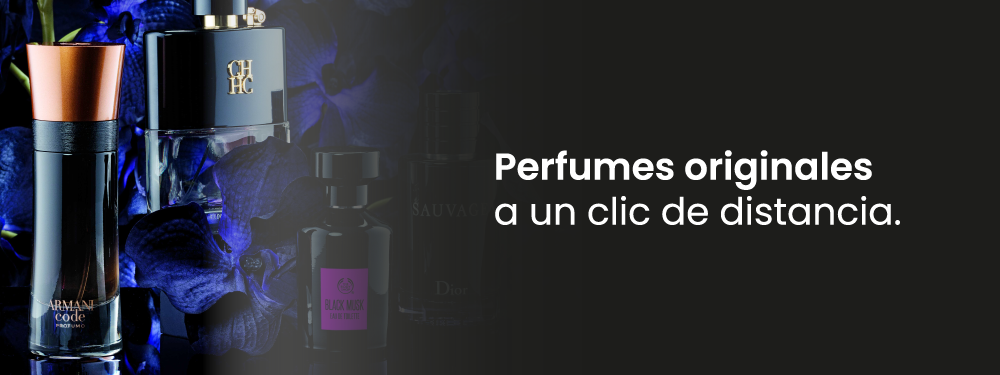 CH
HC
ARMANI
code
PROFUMO
BLACK MUSK
SAUVAGE
Dior
Perfumes originales
a un clic de distancia.